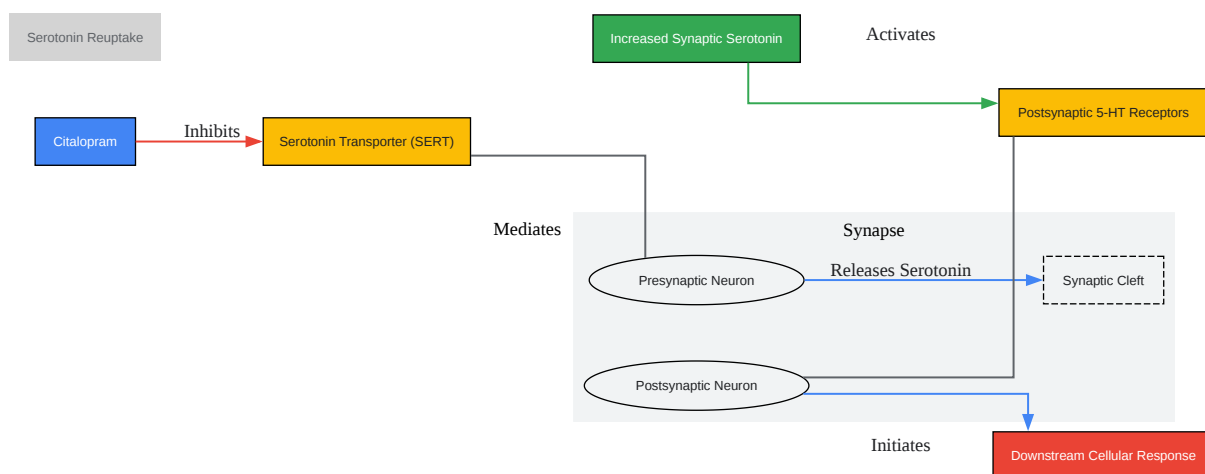 Serotonin Reuptake
Increased Synaptic Serotonin
Activates
Postsynaptic 5-HT Receptors
Citalopram
Inhibits
Serotonin Transporter (SERT)
Mediates
Synapse
Presynaptic Neuron
Releases Serotonin
Synaptic Cleft
Postsynaptic Neuron
Initiates
Downstream Cellular Response